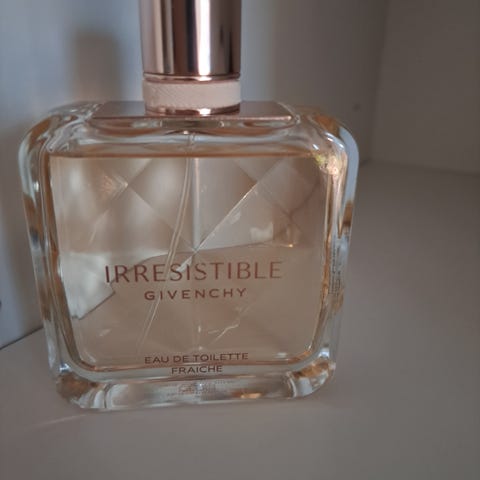 IRRESISTIBLE
GIVENCHY
EAU DE TOILETTE
FRAICHE